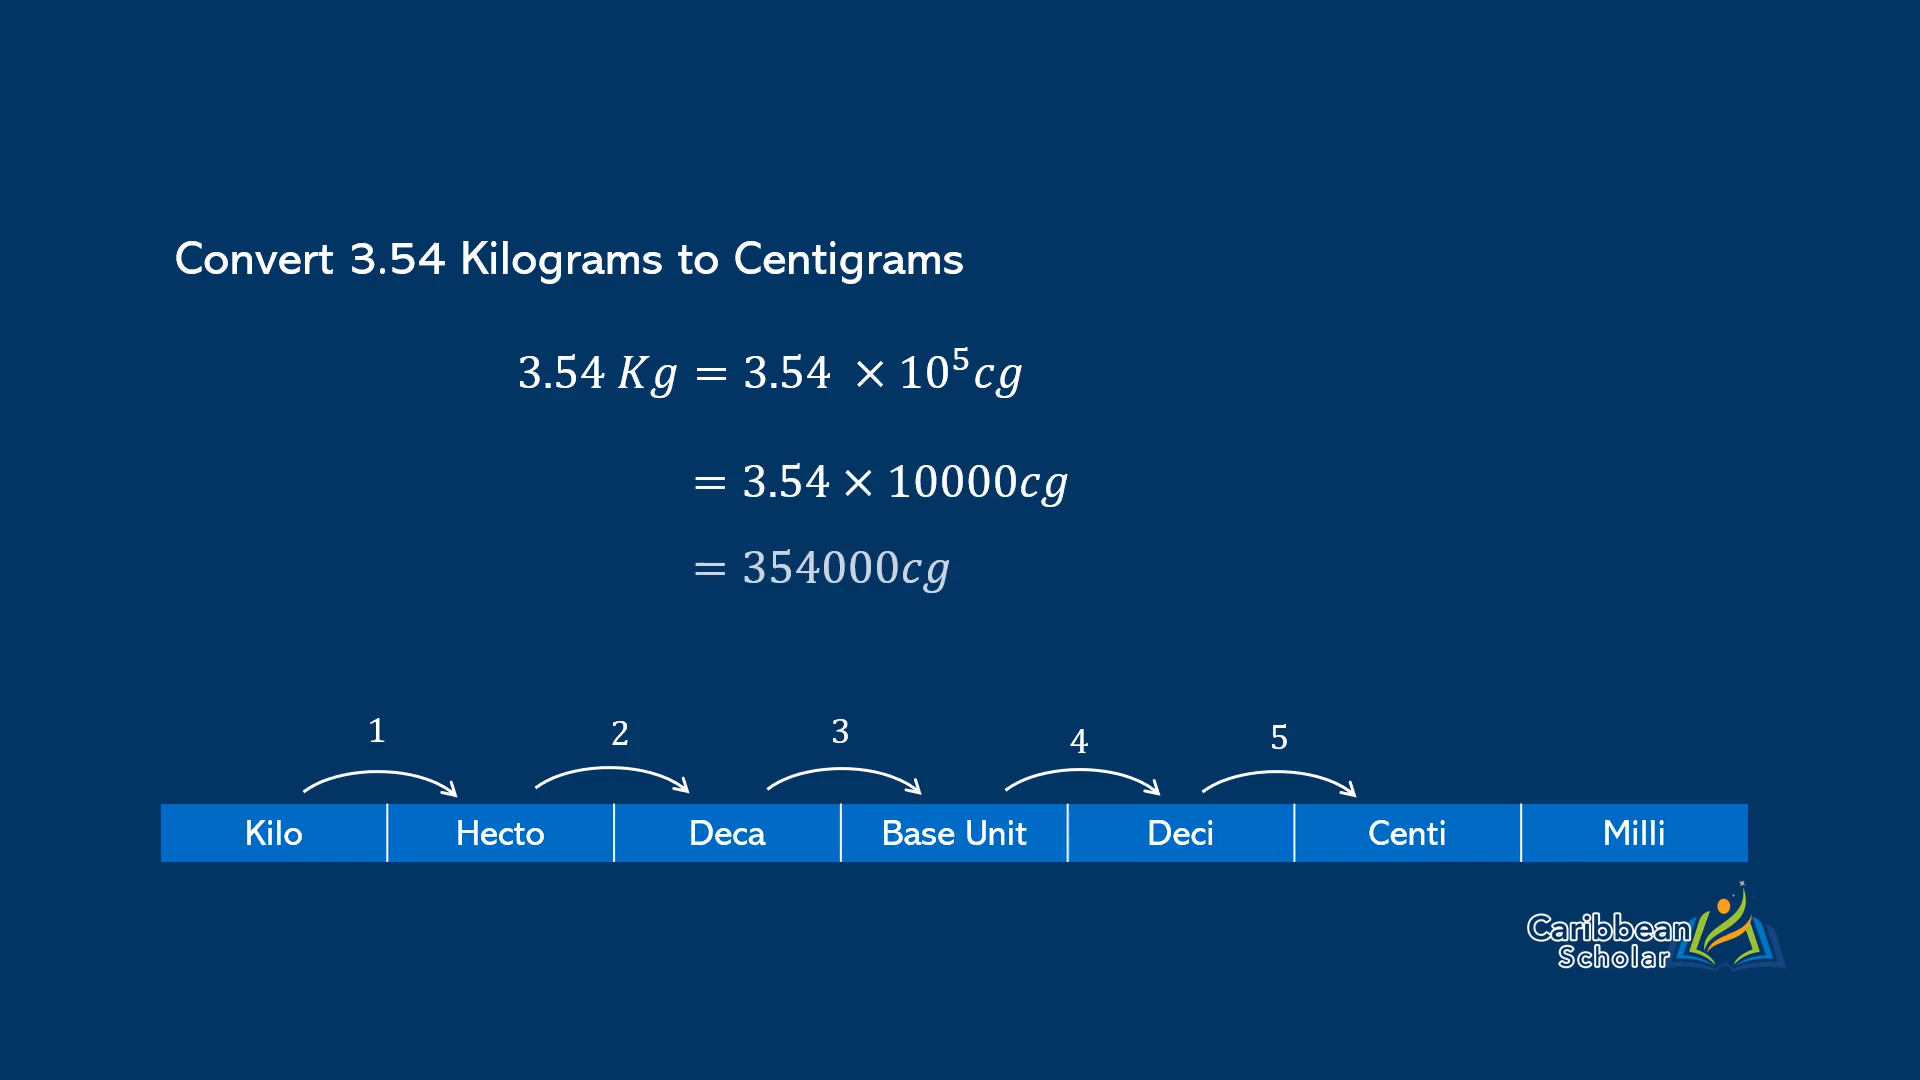 Convert 3.54 Kilograms to Centigrams
3.54 Kg = 3.54 × 10⁵cg
= 3.54 × 10000cg
= 354000cg
1 2 3 4 5
Kilo Hecto Deca Base Unit Deci Centi Milli
Caribbean
Scholar